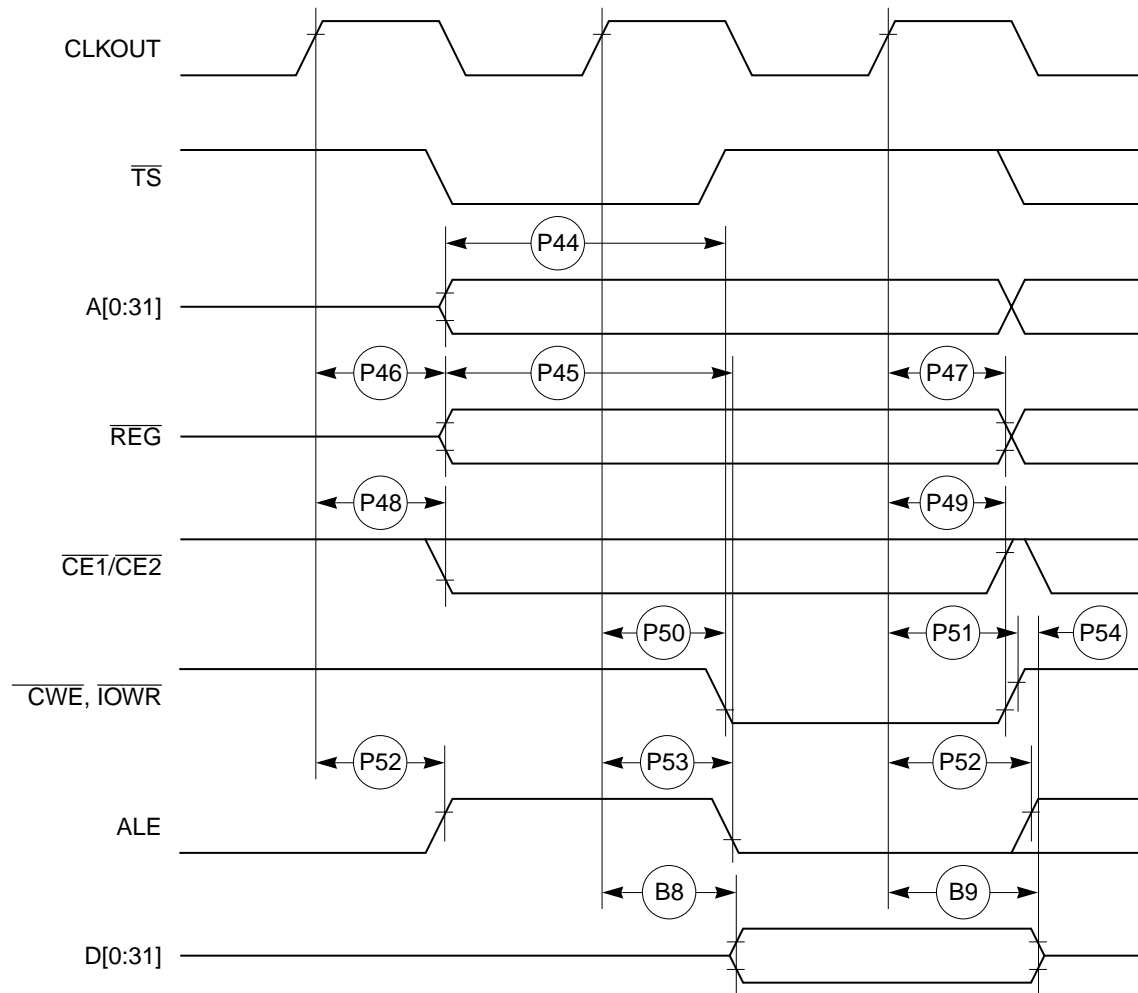 CLKOUT
TS
P44
A[0:31]
P46 P45 P47
REG
P48 P49
CE1/CE2
P50 P51 P54
CWE, IOWR
P52 P53 P52
ALE
B8 B9
D[0:31]